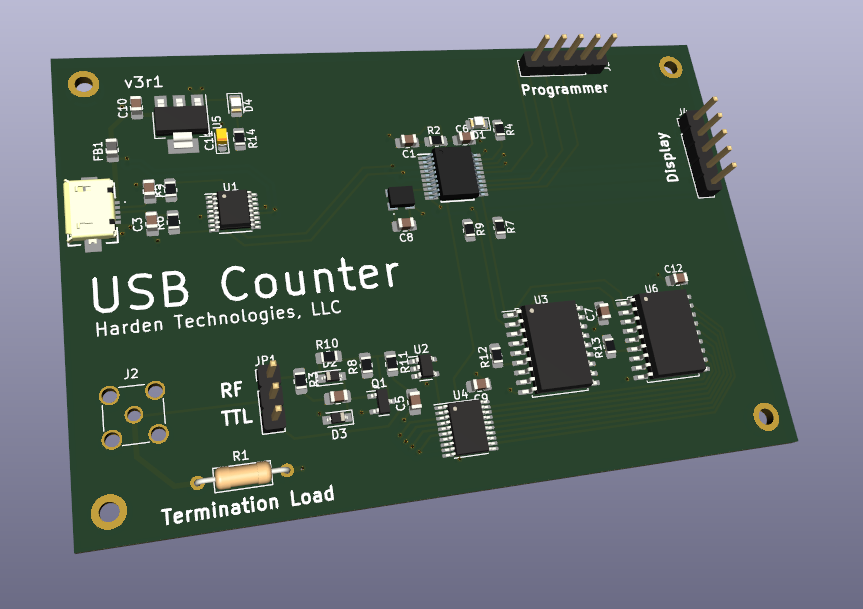 v3r1
C10
U5
D4
C11
R14
FB1
U1
C3
R6
USB Counter
Harden Technologies, LLC
Programmer
Display
C1
R2
C6
D1
R4
C8
R9
R7
C12
U3
C7
U6
R13
R12
J2
RF
TTL
JP1
R10
R3
R8
R11
U2
Q1
C5
D3
U4
C9
R1
Termination Load